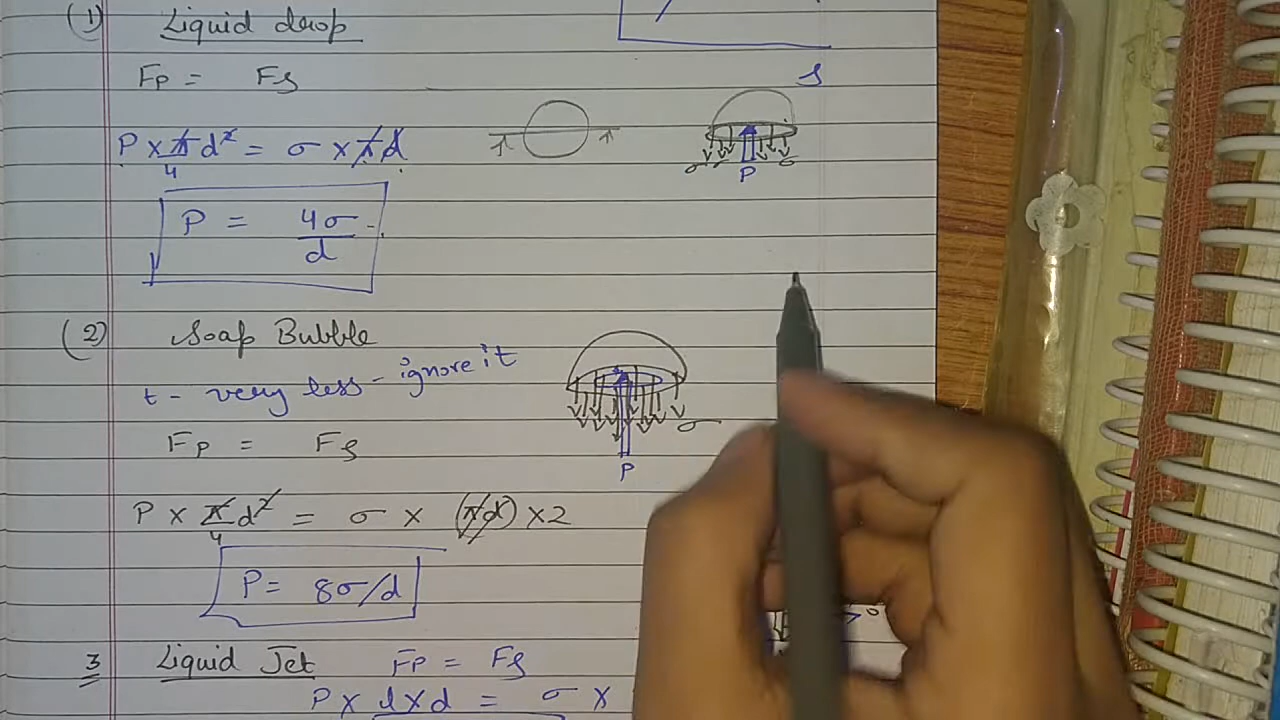 (1) Liquid drop
Fp = Fs
P × π/4 d² = σ × πd
P = 4σ/d
s
σ P σ
(2) Soap Bubble
t - very less - ignore it
Fp = Fs
σ
P
P × π/4 d² = σ × (πd) × 2
P = 8σ/d
3 Liquid Jet Fp = Fs
P × l × d = σ ×